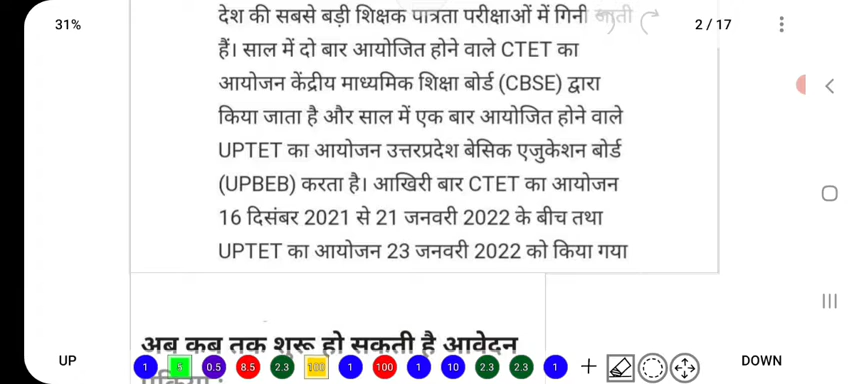 31%
2 / 17
देश की सबसे बड़ी शिक्षक पात्रता परीक्षाओं में गिनी जाती
हैं। साल में दो बार आयोजित होने वाले CTET का
आयोजन केंद्रीय माध्यमिक शिक्षा बोर्ड (CBSE) द्वारा
किया जाता है और साल में एक बार आयोजित होने वाले
UPTET का आयोजन उत्तरप्रदेश बेसिक एजुकेशन बोर्ड
(UPBEB) करता है। आखिरी बार CTET का आयोजन
16 दिसंबर 2021 से 21 जनवरी 2022 के बीच तथा
UPTET का आयोजन 23 जनवरी 2022 को किया गया
अब कब तक शुरू हो सकती है आवेदन
UP 1 5 0.5 8.5 2.3 100 1 100 1 10 2.3 2.3 1 DOWN